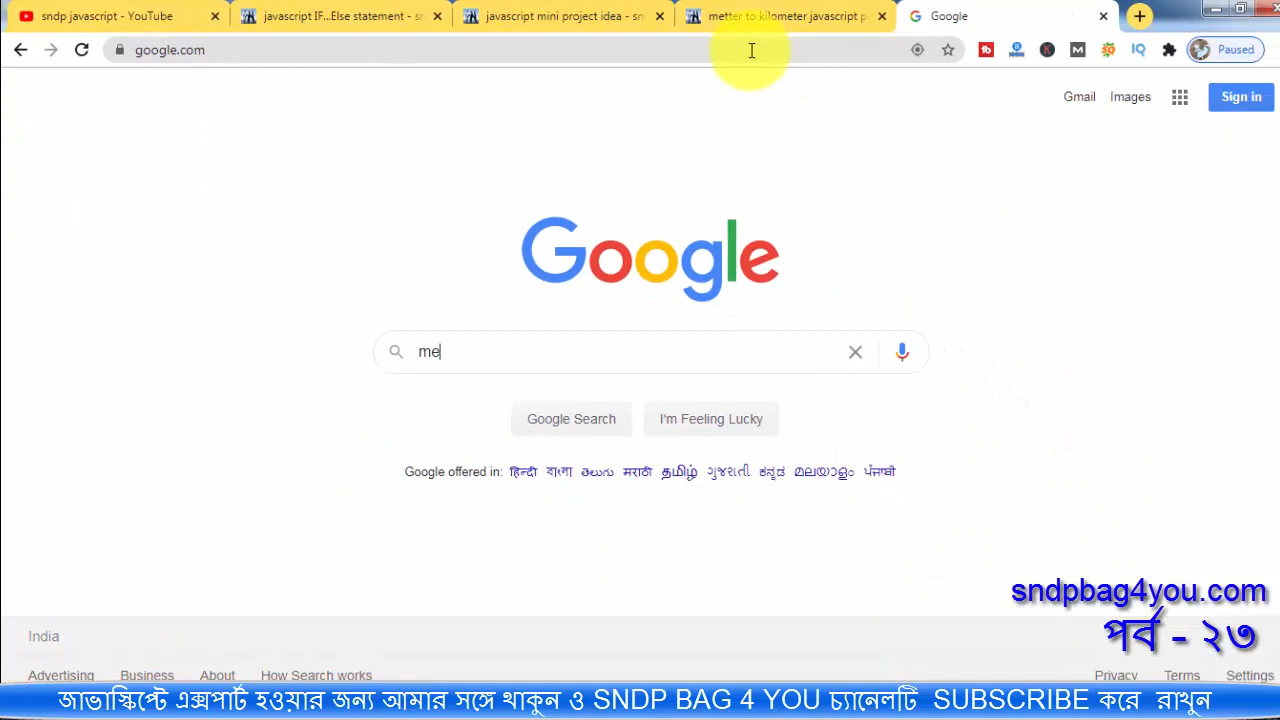 sndp javascript - YouTube
javascript IF...Else statement - sn
javascript mini project idea - sn
metter to kilometer javascript p
Google
google.com
Paused
Gmail
Images
Sign in
Google
me
Google Search
I'm Feeling Lucky
Google offered in: हिन्दी বাংলা తెలుగు मराठी தமிழ் ગુજરાતી ಕನ್ನಡ മലയാളം ਪੰਜਾਬੀ
sndpbag4you.com
পর্ব - ২৩
India
Advertising
Business
About
How Search works
Privacy
Terms
Settings
জাভাস্কিপ্টে এক্সপার্ট হওয়ার জন্য আমার সঙ্গে থাকুন ও SNDP BAG 4 YOU চ্যানেলটি SUBSCRIBE করে রাখুন